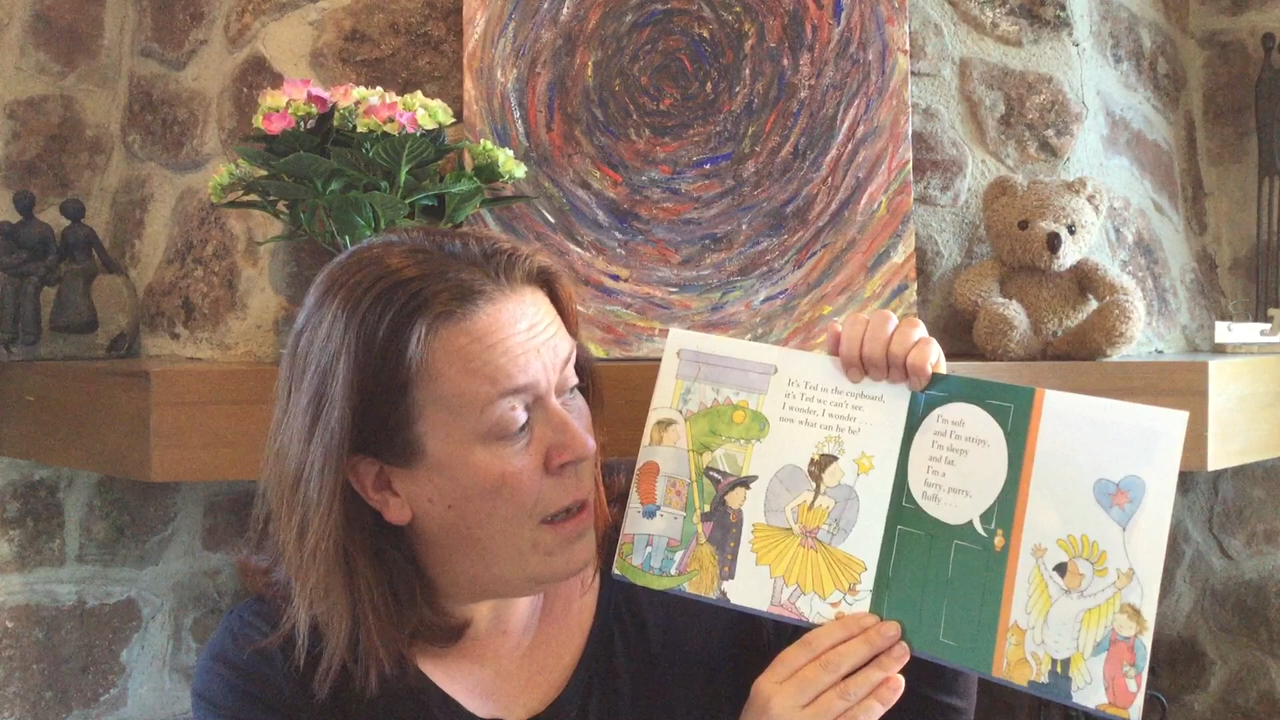 It's Ted in the cupboard,
it's Ted we can't see.
I wonder, I wonder . . .
now what can he be?
I'm soft
and I'm stripy,
I'm sleepy
and fat.
I'm a
furry, purry,
fluffy . . .